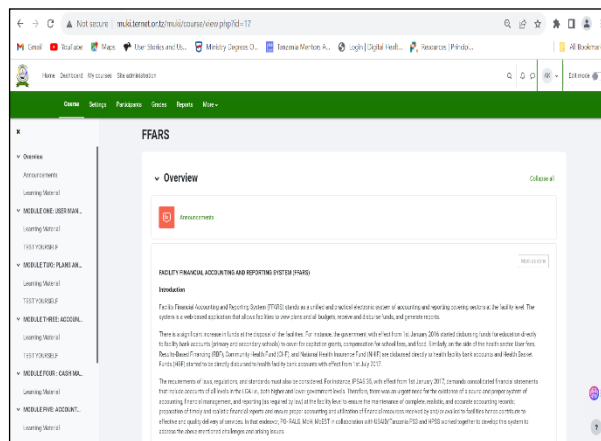 Not secure | muki.ternet.or.tz/muki/course/view.php?id=17
Gmail YouTube Maps User Stories and Us... Ministry Degrees O... Tanzania Mentors A... Login | Digital Healt... Resources | Principl... All Bookmar
Home Dashboard My courses Site administration AK Edit mode
Course Settings Participants Grades Reports More
FFARS
Overview
Announcements
Learning Material
MODULE ONE: USER MAN...
Learning Material
TEST YOURSELF
MODULE TWO: PLANS AN...
Learning Material
TEST YOURSELF
MODULE THREE: ACCOUN...
Learning Material
TEST YOURSELF
MODULE FOUR: CASH MA...
Learning Material
MODULE FIVE: ACCOUNT...
Learning Material
Overview
Collapse all
Announcements
Mark as done
FACILITY FINANCIAL ACCOUNTING AND REPORTING SYSTEM (FFARS)
Introduction
Facility Financial Accounting and Reporting System (FFARS) stands as a unified and practical electronic system of accounting and reporting covering sectors at the facility level. The
system is a web-based application that allows facilities to view plans and all budgets, receive and disburse funds, and generate reports.
There is a significant increase in funds at the disposal of the facilities. For instance, the government with effect from 1st January 2016 started disbursing funds for education directly
to facility bank accounts (primary and secondary schools) to cover for capitation grants, compensation for school fees, and food. Similarly, on the side of the health sector User fees,
Results-Based Financing (RBF), Community Health Fund (CHF) and National Health Insurance Fund (NHIF) are disbursed directly to health facility bank accounts and Health Basket
Funds (HBF) started to be directly disbursed to health facility bank accounts with effect from 1st July 2017.
The requirements of laws, regulations, and standards must also be considered. For instance, IPSAS 35, with effect from 1st January 2017, demands consolidated financial statements
that include accounts of all levels in the LGAs, both higher and lower government levels. Therefore, there was an urgent need for the existence of a sound and proper system of
accounting, financial management, and reporting (as required by law) at the facility level to ensure the maintenance of complete, realistic, and accurate accounting records;
preparation of timely and realistic financial reports and ensure proper accounting and utilization of financial resources received by and/or availed to facilities hence contribute to
effective and quality delivery of services. In that endeavor, PO-RALG, MoH, MoEST in collaboration with USAID/Tanzania PS3 and NHIF worked together to develop this system to
address the above mentioned challenges and arising issues.